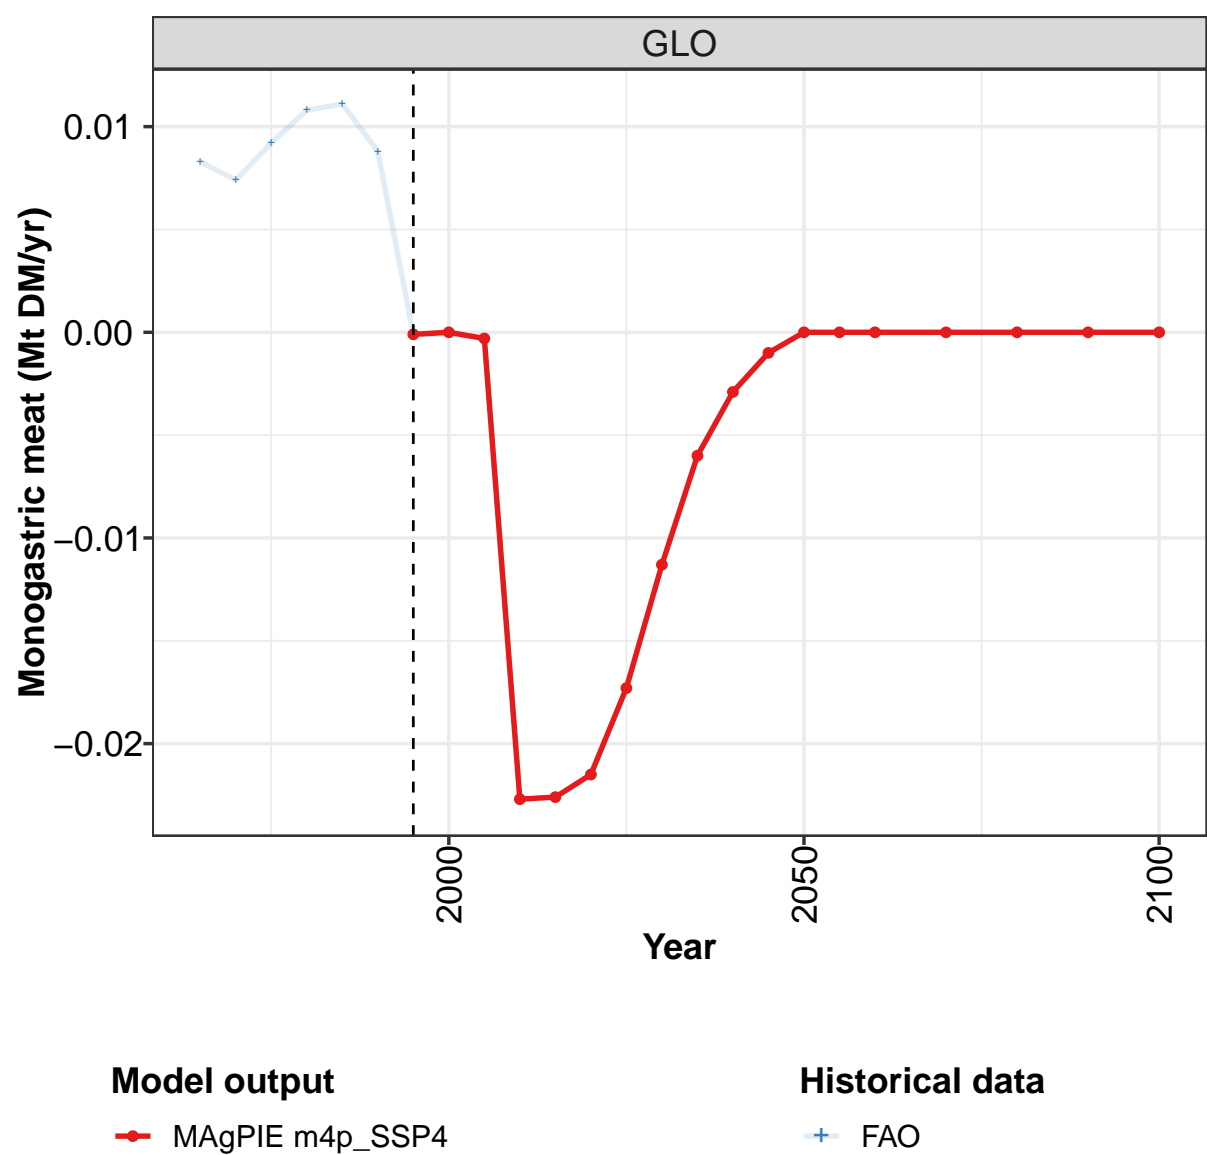 GLO
0.01
0.00
−0.01
−0.02
Monogastric meat (Mt DM/yr)
2000
2050
2100
Year
Model output
MAgPIE m4p_SSP4
Historical data
FAO